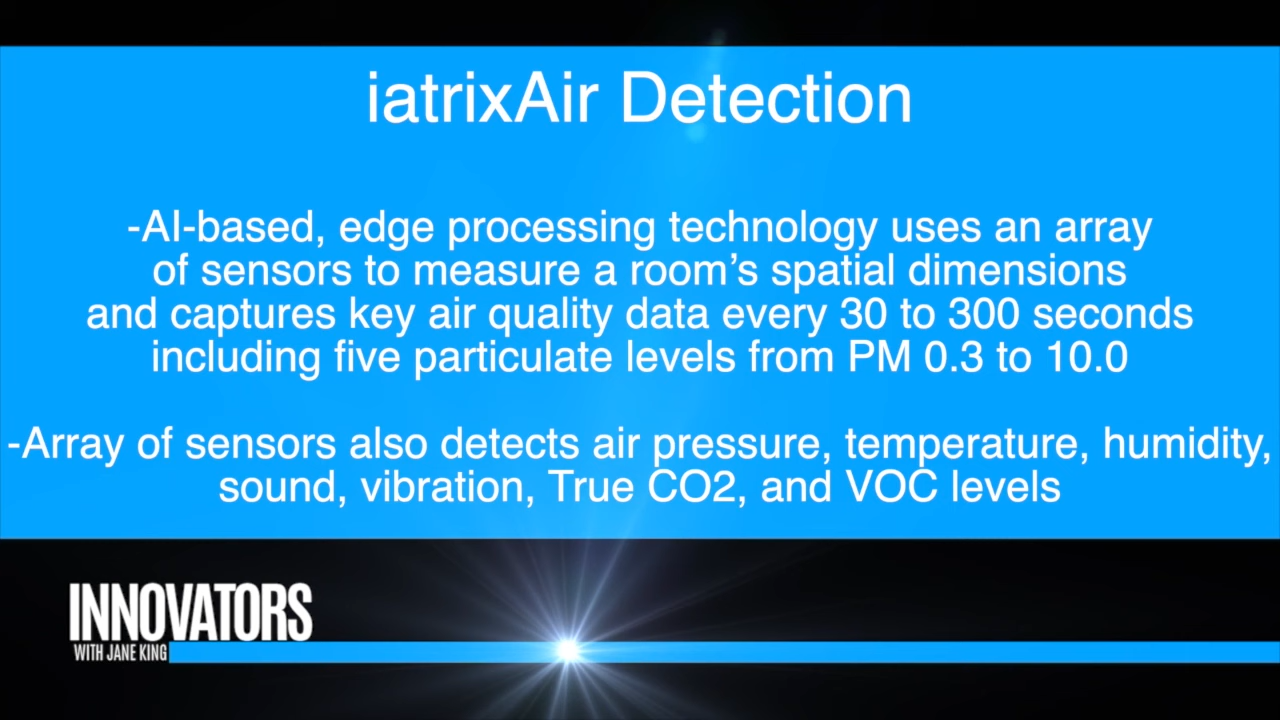 iatrixAir Detection
-AI-based, edge processing technology uses an array
of sensors to measure a room’s spatial dimensions
and captures key air quality data every 30 to 300 seconds
including five particulate levels from PM 0.3 to 10.0
-Array of sensors also detects air pressure, temperature, humidity,
sound, vibration, True CO2, and VOC levels
INNOVATORS
WITH JANE KING